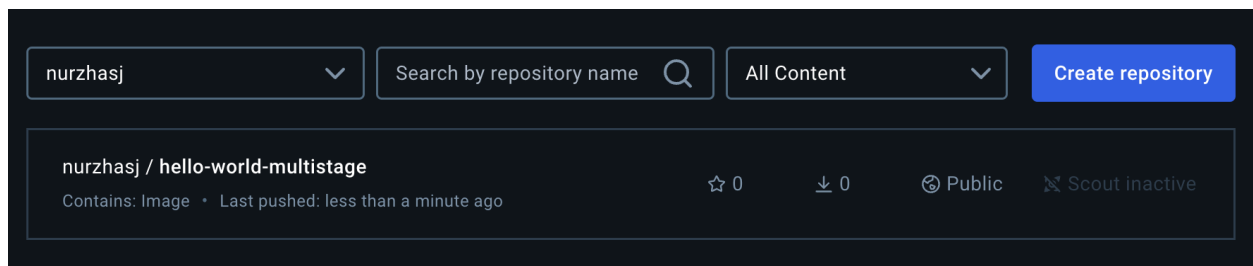 nurzhasj
Search by repository name
All Content
Create repository
nurzhasj / hello-world-multistage
Contains: Image • Last pushed: less than a minute ago
0
0
Public
Scout inactive